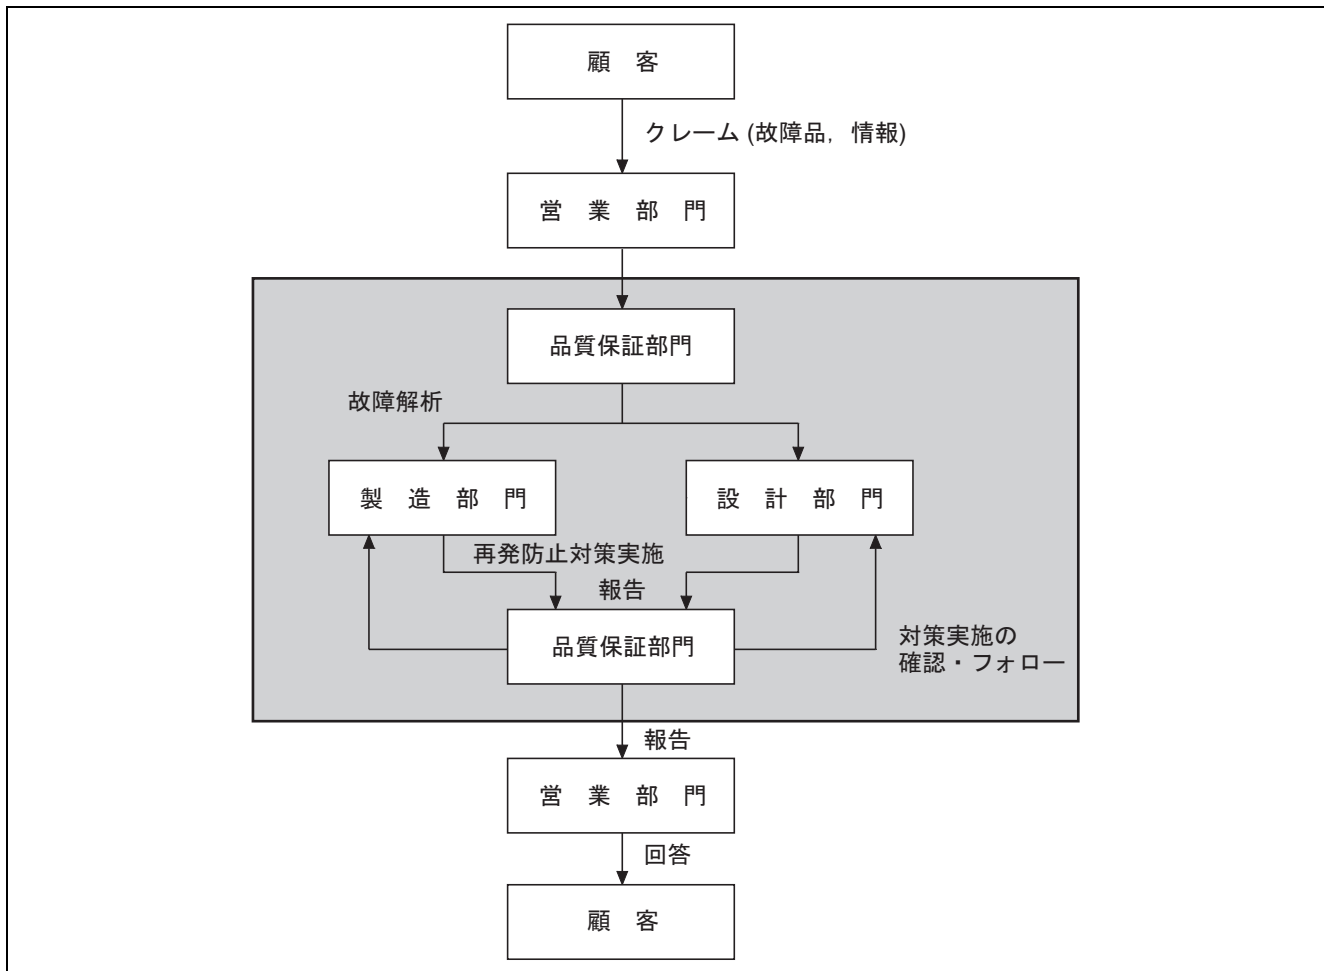 顧 客
クレーム (故障品，情報)
営 業 部 門
品質保証部門
故障解析
製 造 部 門
設 計 部 門
再発防止対策実施
報告
品質保証部門
対策実施の
確認・フォロー
報告
営 業 部 門
回答
顧 客